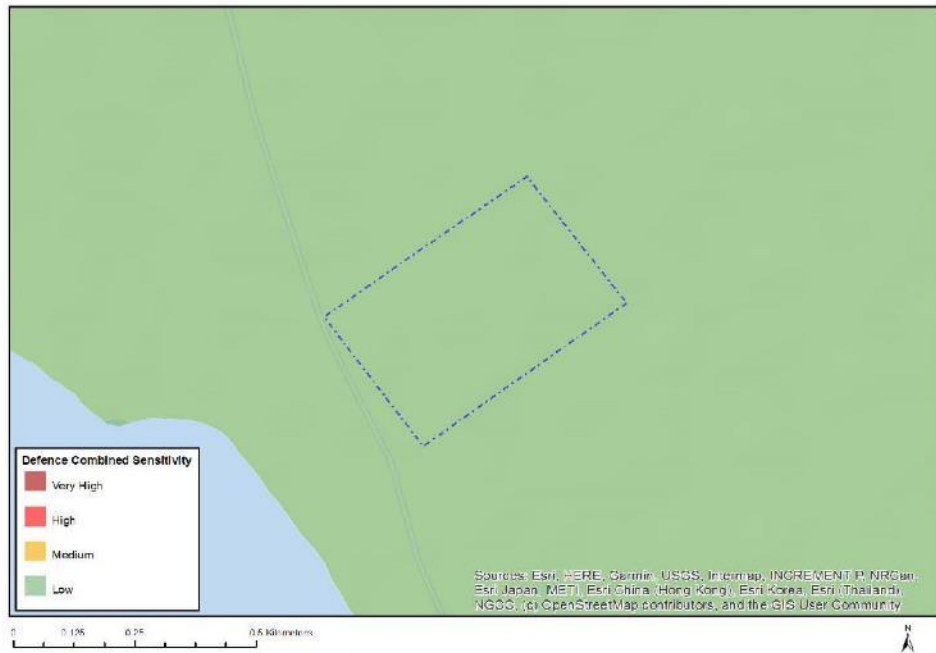 Defence Combined Sensitivity
Very High
High
Medium
Low
Sources: Esri, HERE, Garmin, USGS, Intermap, INCREMENT P, NRCan,
Esri Japan, METI, Esri China (Hong Kong), Esri Korea, Esri (Thailand),
NGCC, (c) OpenStreetMap contributors, and the GIS User Community
0 0.125 0.25 0.5 Kilometers
N